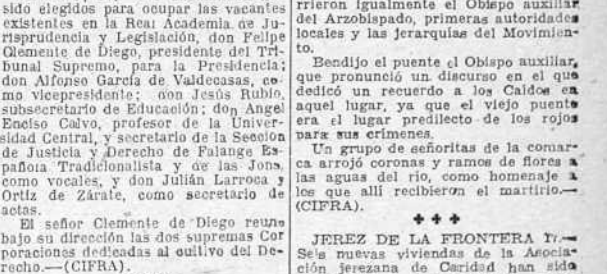 sido elegidos para ocupar las vacantes
existentes en la Real Academia de Ju-
risprudencia y Legislación, don Felipe
Clemente de Diego, presidente del Tri-
bunal Supremo, para la Presidencia;
don Alfonso García de Valdecasas, co-
mo vicepresidente; don Jesús Rubio,
subsecretario de Educación; don Angel
Enciso Calvo, profesor de la Univer-
sidad Central, y secretario de la Sección
de Justicia y Derecho de Falange Es-
pañola Tradicionalista y de las Jons,
como vocales, y don Julián Larroca y
Ortiz de Zárate, como secretario de
actas.
El señor Clemente de Diego reune
bajo su dirección las dos supremas Cor
poraciones dedicadas al cultivo del De-
recho.—(CIFRA).
rrieron igualmente el Obispo auxiliar
del Arzobispado, primeras autoridades
locales y las jerarquías del Movimien-
to.
Bendijo el puente el Obispo auxiliar,
que pronunció un discurso en el que
dedicó un recuerdo a los Caídos en
aquel lugar, ya que el viejo puente
era el lugar predilecto de los rojos
para sus crímenes.
Un grupo de señoritas de la comar-
ca arrojó coronas y ramos de flores a
las aguas del río, como homenaje a
los que allí recibieron el martirio.—
(CIFRA).
JEREZ DE LA FRONTERA
Seis nuevas viviendas de la Asocia-
ción jerezana de Caridad han sido